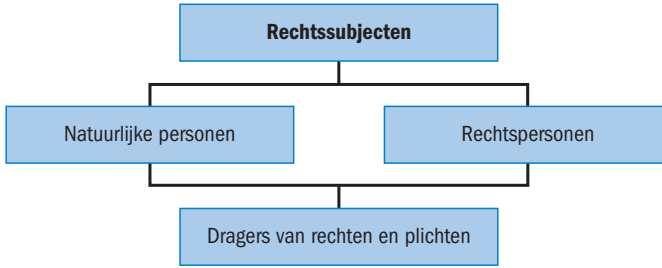 Rechtssubjecten
Natuurlijke personen
Rechtspersonen
Dragers van rechten en plichten